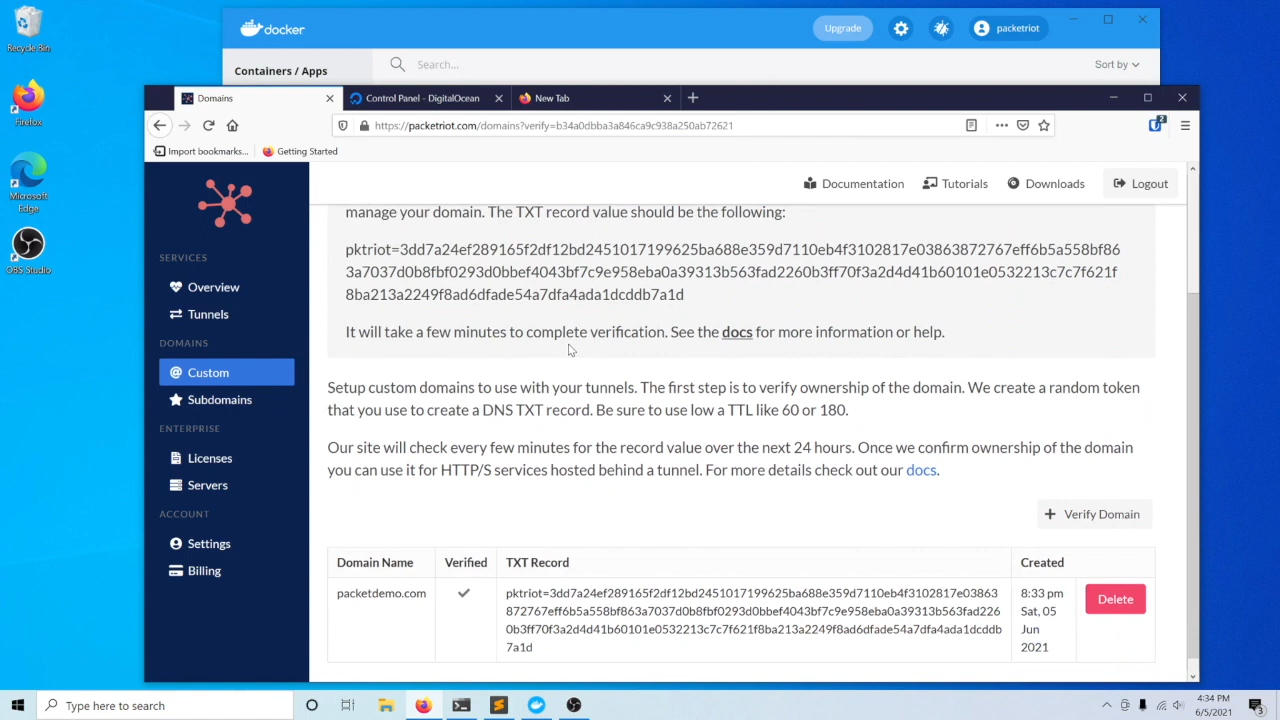 Recycle Bin
Firefox
Microsoft
Edge
OBS Studio
docker
Upgrade
packetriot
Containers / Apps
Search...
Sort by
Domains
Control Panel - DigitalOcean
New Tab
https://packetriot.com/domains?verify=b34a0dbba3a846ca9c938a250ab72621
2
Import bookmarks...
Getting Started
Documentation
Tutorials
Downloads
Logout
SERVICES
Overview
Tunnels
DOMAINS
Custom
Subdomains
ENTERPRISE
Licenses
Servers
ACCOUNT
Settings
Billing
manage your domain. The TXT record value should be the following:
pktriot=3dd7a24ef289165f2df12bd2451017199625ba688e359d7110eb4f3102817e03863872767eff6b5a558bf86
3a7037d0b8fbf0293d0bbef4043bf7c9e958eba0a39313b563fad2260b3ff70f3a2d4d41b60101e0532213c7c7f621f
8ba213a2249f8ad6dfade54a7dfa4ada1dcddb7a1d
It will take a few minutes to complete verification. See the docs for more information or help.
Setup custom domains to use with your tunnels. The first step is to verify ownership of the domain. We create a random token
that you use to create a DNS TXT record. Be sure to use low a TTL like 60 or 180.
Our site will check every few minutes for the record value over the next 24 hours. Once we confirm ownership of the domain
you can use it for HTTP/S services hosted behind a tunnel. For more details check out our docs.
Verify Domain
Domain Name Verified TXT Record Created
packetdemo.com
pktriot=3dd7a24ef289165f2df12bd2451017199625ba688e359d7110eb4f3102817e03863
872767eff6b5a558bf863a7037d0b8fbf0293d0bbef4043bf7c9e958eba0a39313b563fad226
0b3ff70f3a2d4d41b60101e0532213c7c7f621f8ba213a2249f8ad6dfade54a7dfa4ada1dcddb
7a1d
8:33 pm
Sat, 05
Jun
2021
Delete
Type here to search
4:34 PM
6/5/2021
3